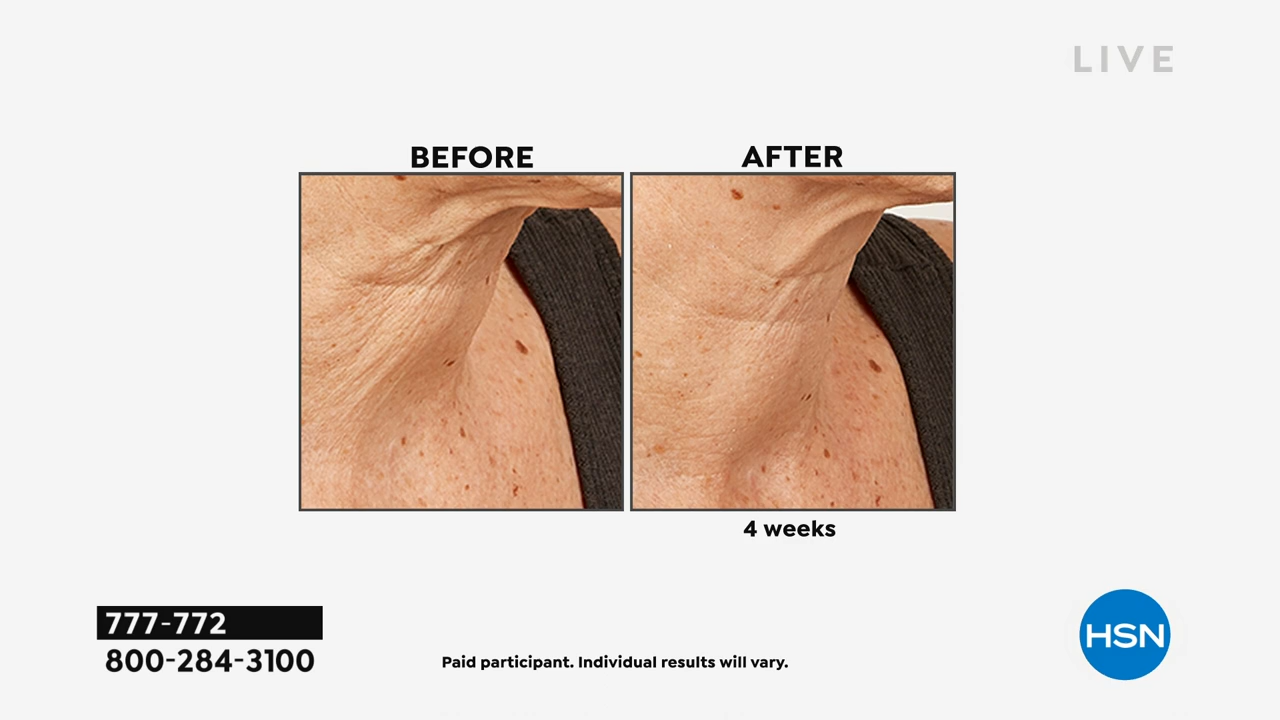 LIVE
BEFORE
AFTER
4 weeks
777-772
800-284-3100
Paid participant. Individual results will vary.
HSN